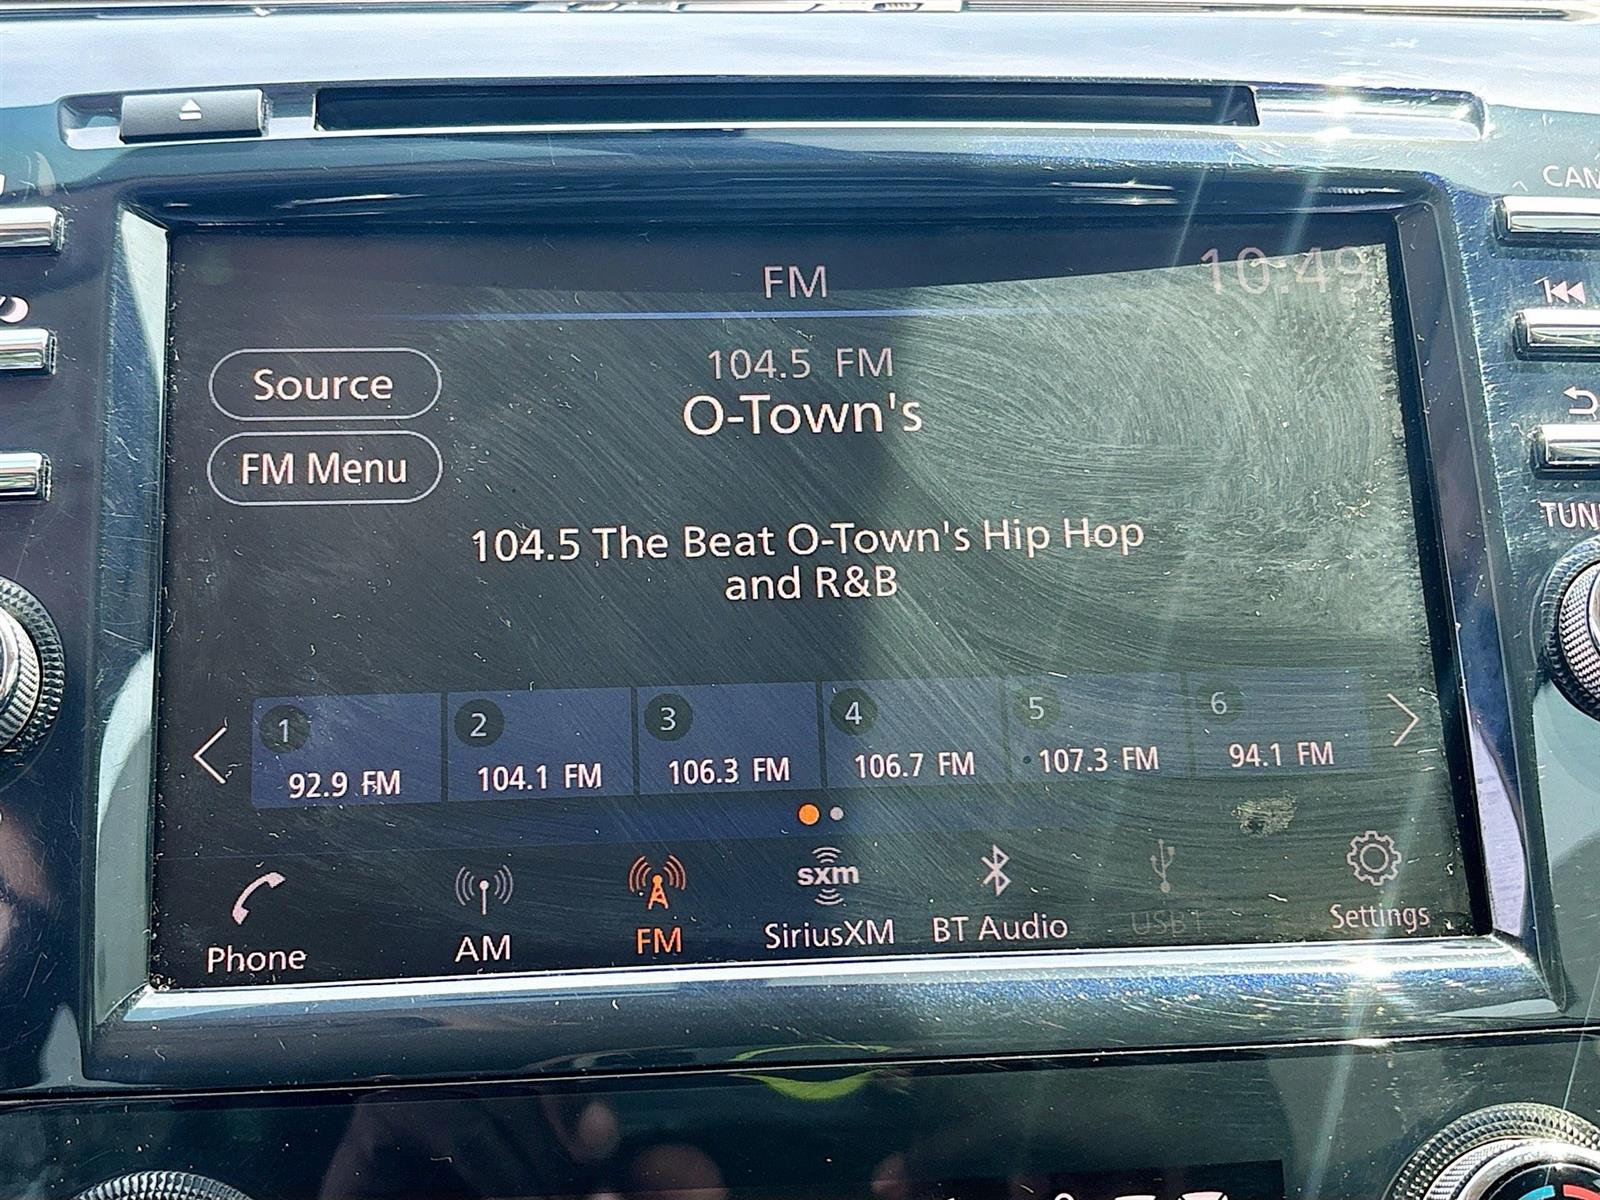 CAM
FM
10:49
104.5 FM
O-Town's
Source
FM Menu
TUN
104.5 The Beat O-Town's Hip Hop
and R&B
1
2
3
4
5
6
92.9 FM
104.1 FM
106.3 FM
106.7 FM
107.3 FM
94.1 FM
sxm
Phone
AM
FM
SiriusXM
BT Audio
USB1
Settings